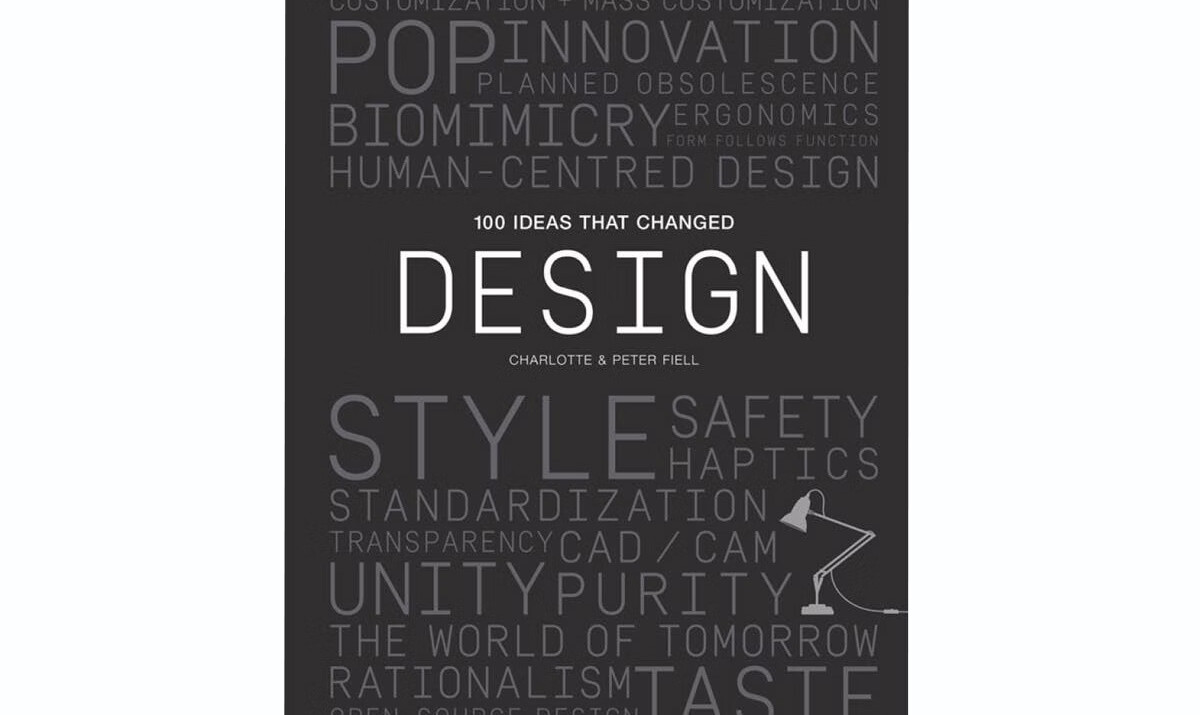 CUSTOMIZATION + MASS CUSTOMIZATION
POP INNOVATION
PLANNED OBSOLESCENCE
BIOMIMICRY ERGONOMICS
FORM FOLLOWS FUNCTION
HUMAN-CENTRED DESIGN
100 IDEAS THAT CHANGED
DESIGN
CHARLOTTE & PETER FIELL
STYLE SAFETY
HAPTICS
STANDARDIZATION
TRANSPARENCY CAD / CAM
UNITY PURITY
THE WORLD OF TOMORROW
RATIONALISM TASTE
OPEN-SOURCE DESIGN